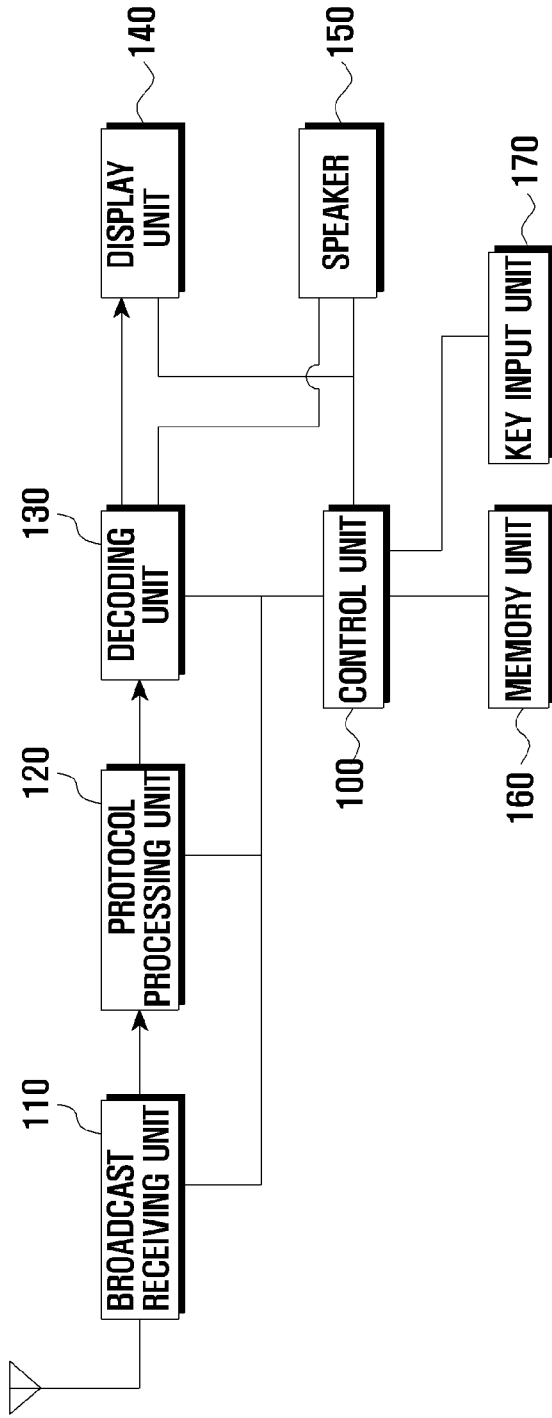 110
BROADCAST
RECEIVING UNIT
120
PROTOCOL
PROCESSING UNIT
130
DECODING
UNIT
DISPLAY
UNIT
140
SPEAKER
150
100
CONTROL UNIT
160
MEMORY UNIT
KEY INPUT UNIT
170